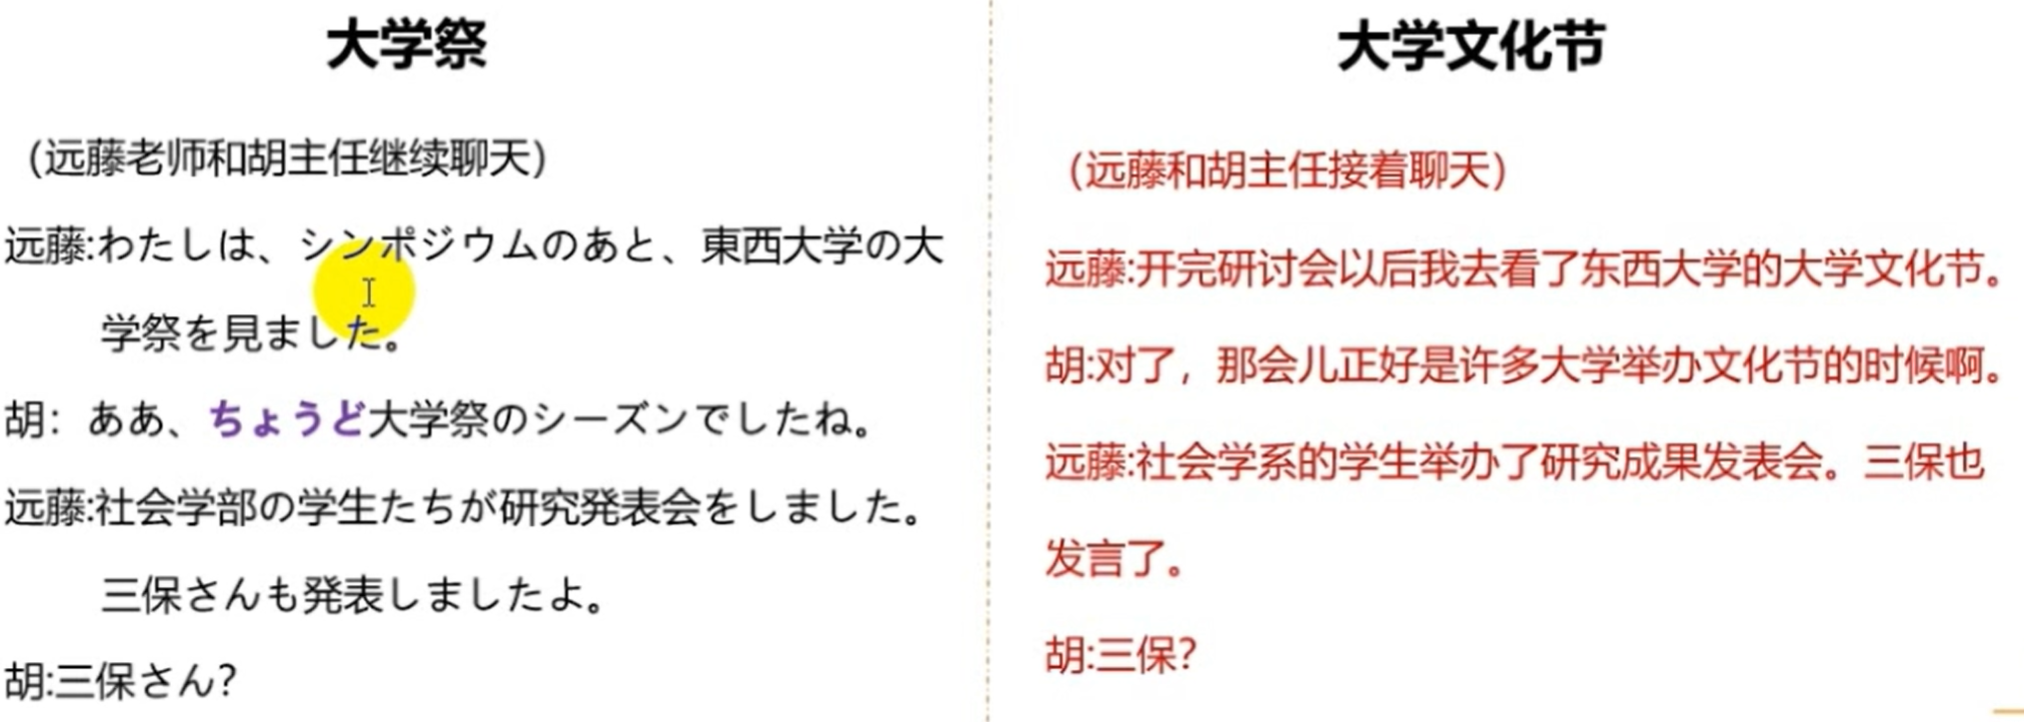 大学祭
（远藤老师和胡主任继续聊天）
远藤:わたしは、シンポジウムのあと、東西大学の大
学祭を見ました。
胡：ああ、ちょうど大学祭のシーズンでしたね。
远藤:社会学部の学生たちが研究発表会をしました。
三保さんも発表しましたよ。
胡:三保さん?
大学文化节
（远藤和胡主任接着聊天）
远藤:开完研讨会以后我去看了东西大学的大学文化节。
胡:对了，那会儿正好是许多大学举办文化节的时候啊。
远藤:社会学系的学生举办了研究成果发表会。三保也
发言了。
胡:三保?